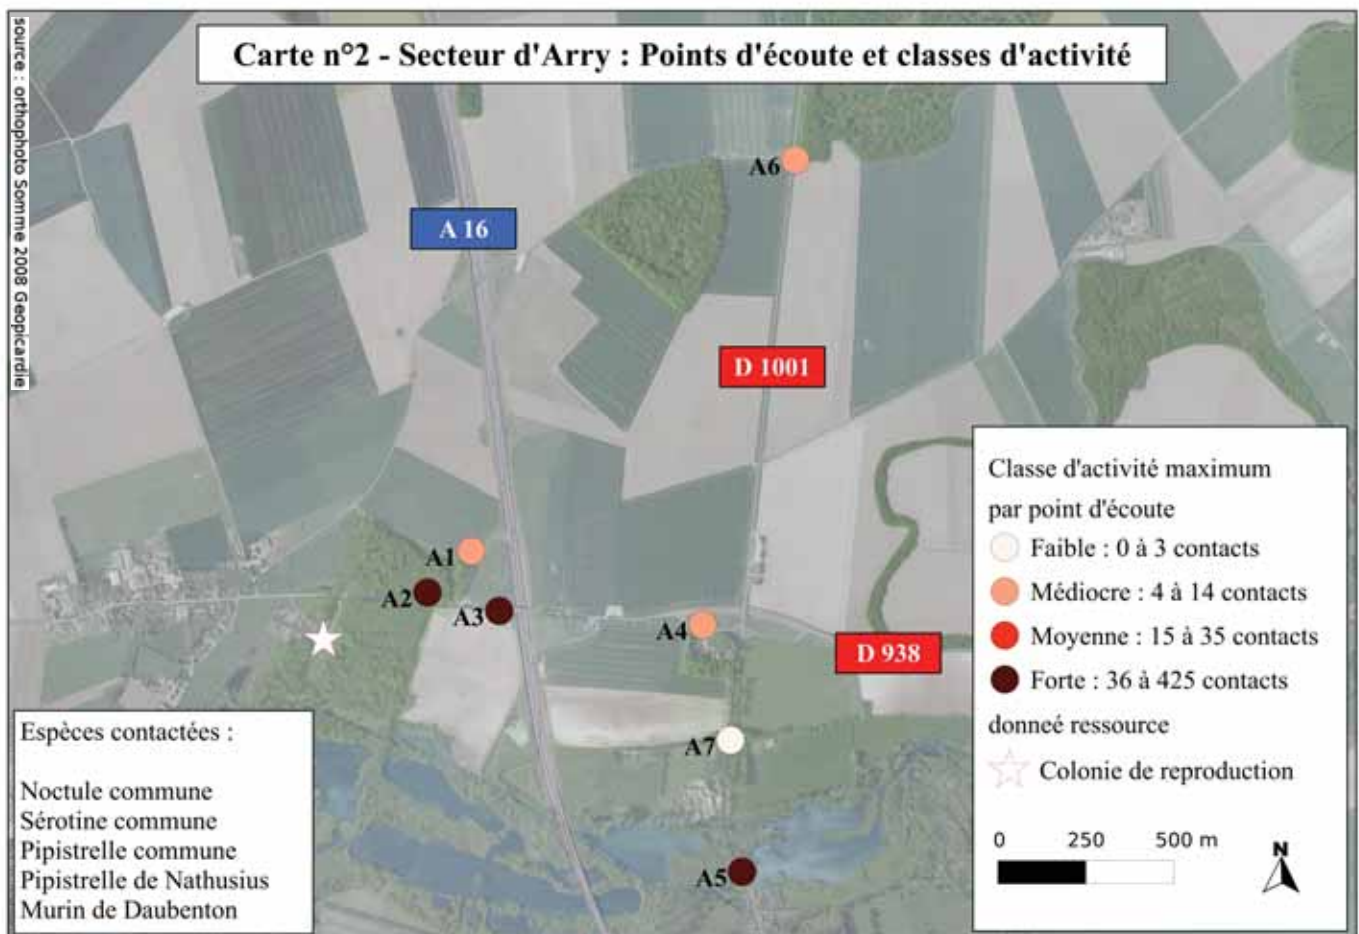 source : orthophoto Somme 2008 Geopicardie
Carte n°2 - Secteur d'Arry : Points d'écoute et classes d'activité
A6
A 16
D 1001
A1
A2
A3
A4
D 938
A7
A5
Espèces contactées :
Noctule commune
Sérotine commune
Pipistrelle commune
Pipistrelle de Nathusius
Murin de Daubenton
Classe d'activité maximum
par point d'écoute
Faible : 0 à 3 contacts
Médiocre : 4 à 14 contacts
Moyenne : 15 à 35 contacts
Forte : 36 à 425 contacts
donneé ressource
Colonie de reproduction
0 250 500 m
N